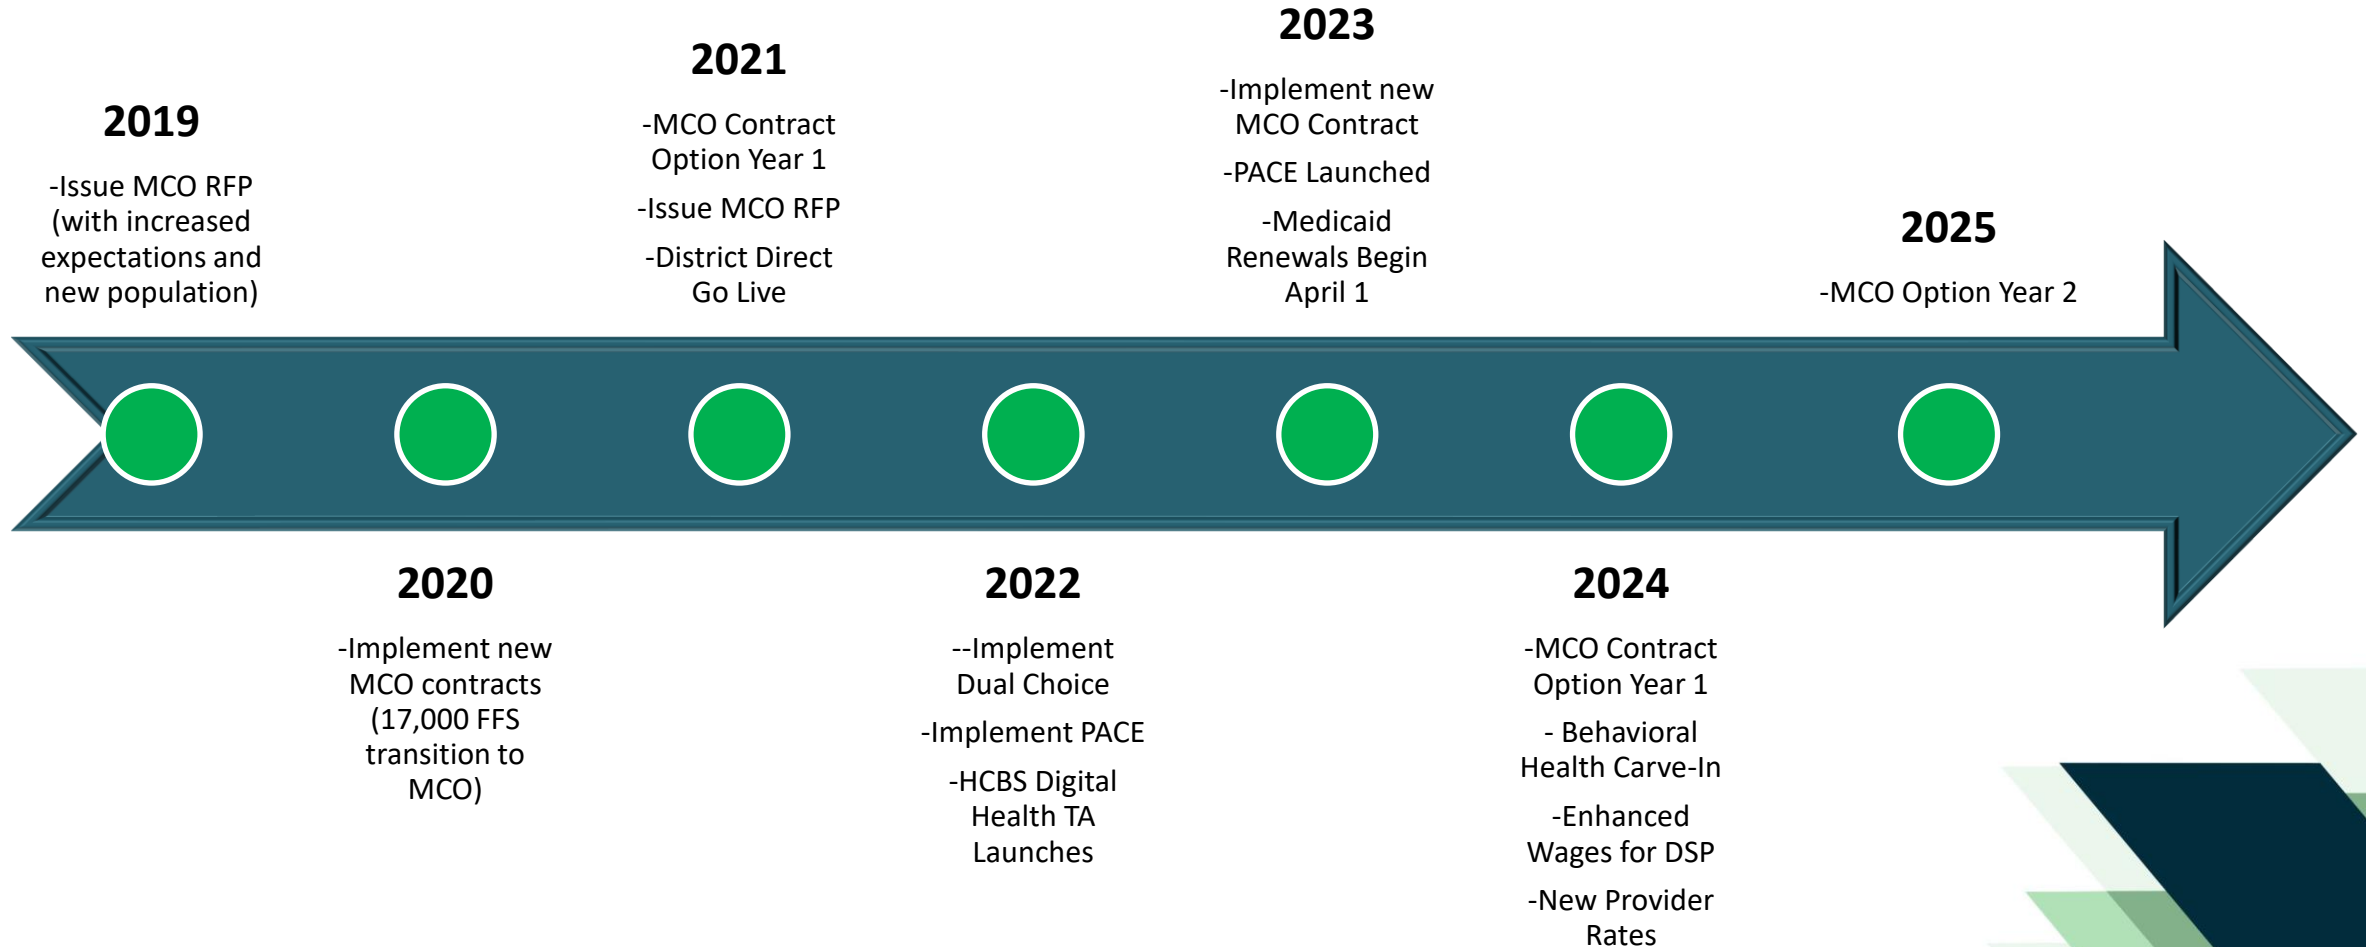 2019
-Issue MCO RFP
(with increased
expectations and
new population)
2020
-Implement new
MCO contracts
(17,000 FFS
transition to
MCO)
2021
-MCO Contract
Option Year 1
-Issue MCO RFP
-District Direct
Go Live
2022
--Implement
Dual Choice
-Implement PACE
-HCBS Digital
Health TA
Launches
2023
-Implement new
MCO Contract
-PACE Launched
-Medicaid
Renewals Begin
April 1
2024
-MCO Contract
Option Year 1
- Behavioral
Health Carve-In
-Enhanced
Wages for DSP
-New Provider
Rates
2025
-MCO Option Year 2